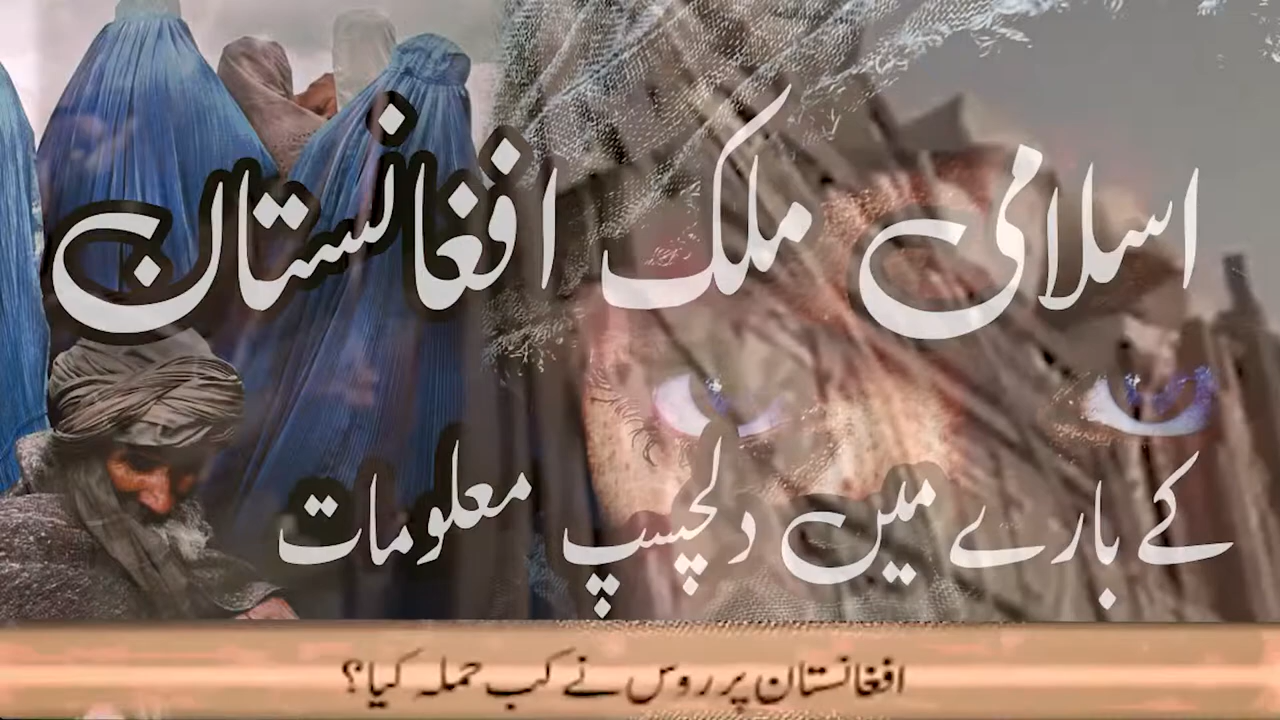 اسلامی ملک افغانستان
کے بارے میں دلچسپ معلومات
افغانستان پر روس نے کب حملہ کیا؟